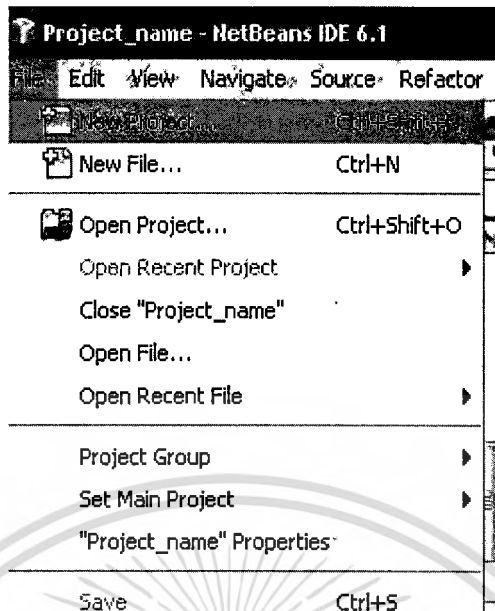 Project_name - NetBeans IDE 6.1
File Edit View Navigate Source Refactor
New Project... Ctrl+Shift+N
New File... Ctrl+N
Open Project... Ctrl+Shift+O
Open Recent Project
Close "Project_name"
Open File...
Open Recent File
Project Group
Set Main Project
"Project_name" Properties
Save Ctrl+S